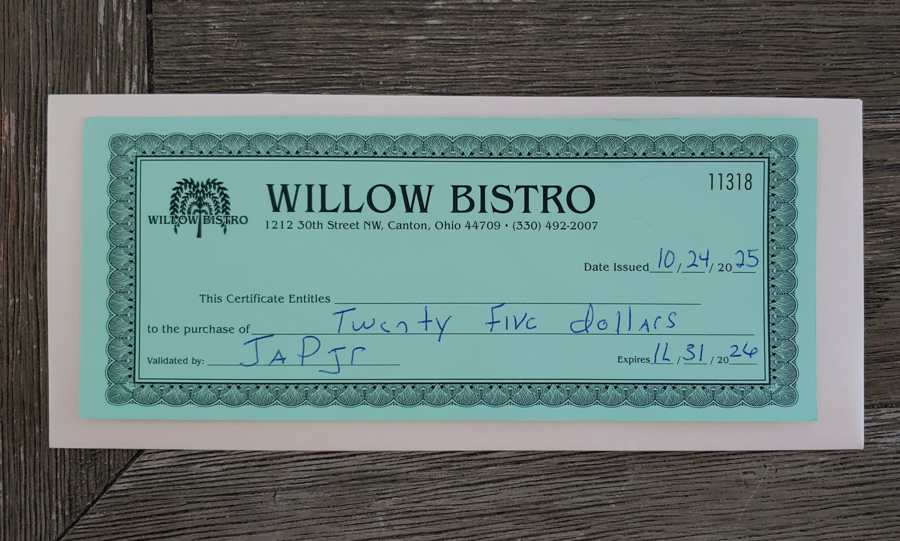 WILLOW BISTRO
WILLOW BISTRO
11318
1212 30th Street NW, Canton, Ohio 44709 • (330) 492-2007
Date Issued 10/24/2025
This Certificate Entitles
to the purchase of Twenty Five dollars
Validated by: JAPJr
Expires /31/2026